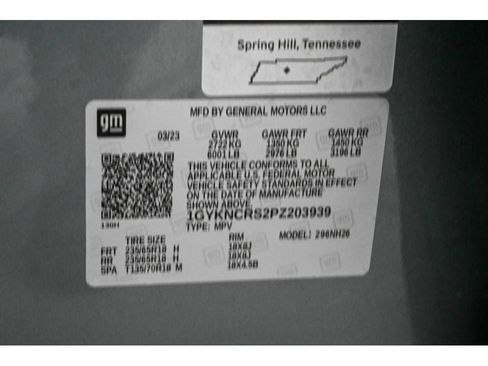 Spring Hill, Tennessee
gm
MFD BY GENERAL MOTORS LLC
03/23 GVWR GAWR FRT GAWR RR
2722 KG 1350 KG 1450 KG
6001 LB 2976 LB 3196 LB
THIS VEHICLE CONFORMS TO ALL
APPLICABLE U.S. FEDERAL MOTOR
VEHICLE SAFETY STANDARDS IN EFFECT
ON THE DATE OF MANUFACTURE
SHOWN ABOVE.
1GYKNCRS2PZ203939
TYPE: MPV
TIRE SIZE RIM MODEL: 296NH26
FRT 235/65R18 H 18X8J
RR 235/65R18 H 18X8J
SPA T135/70R18 M 18X4.5B